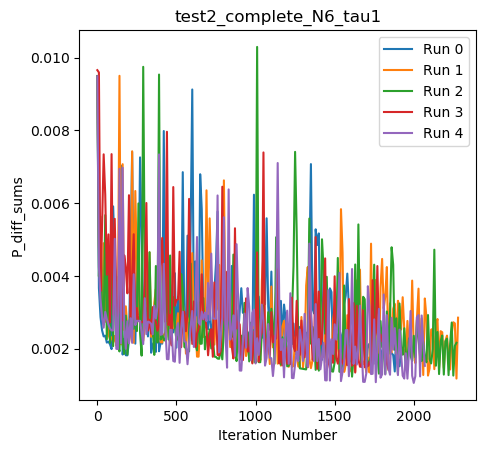 test2_complete_N6_tau1
P_diff_sums
0.010
0.008
0.006
0.004
0.002
0
500
1000
1500
2000
Iteration Number
Run 0
Run 1
Run 2
Run 3
Run 4